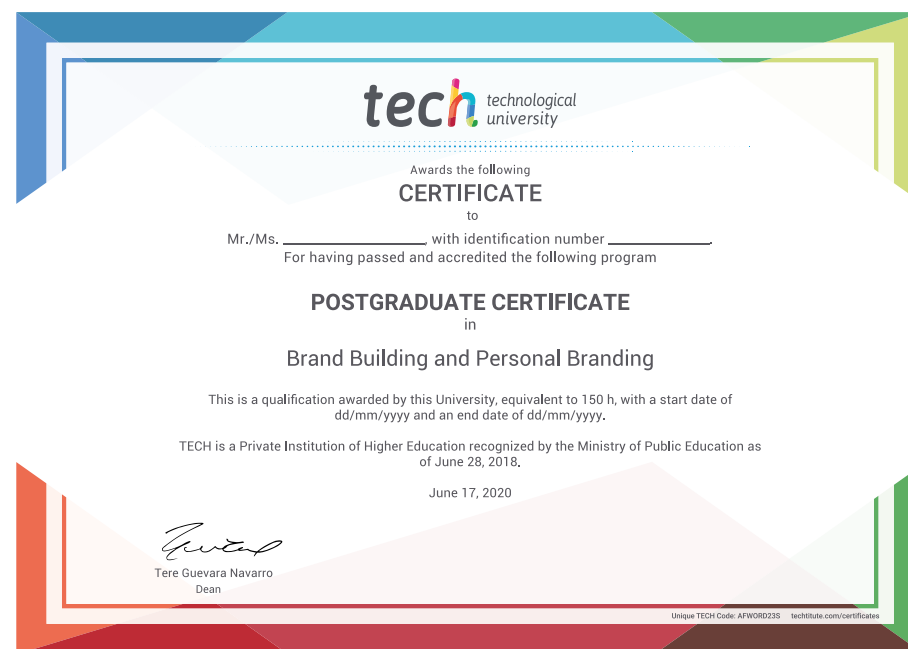 tech technological
university
Awards the following
CERTIFICATE
to
Mr./Ms. ____________, with identification number ____________.
For having passed and accredited the following program
POSTGRADUATE CERTIFICATE
in
Brand Building and Personal Branding
This is a qualification awarded by this University, equivalent to 150 h, with a start date of
dd/mm/yyyy and an end date of dd/mm/yyyy.
TECH is a Private Institution of Higher Education recognized by the Ministry of Public Education as
of June 28, 2018.
June 17, 2020
Tere Guevara Navarro
Dean
Unique TECH Code: AFWORD23S techtitute.com/certificates